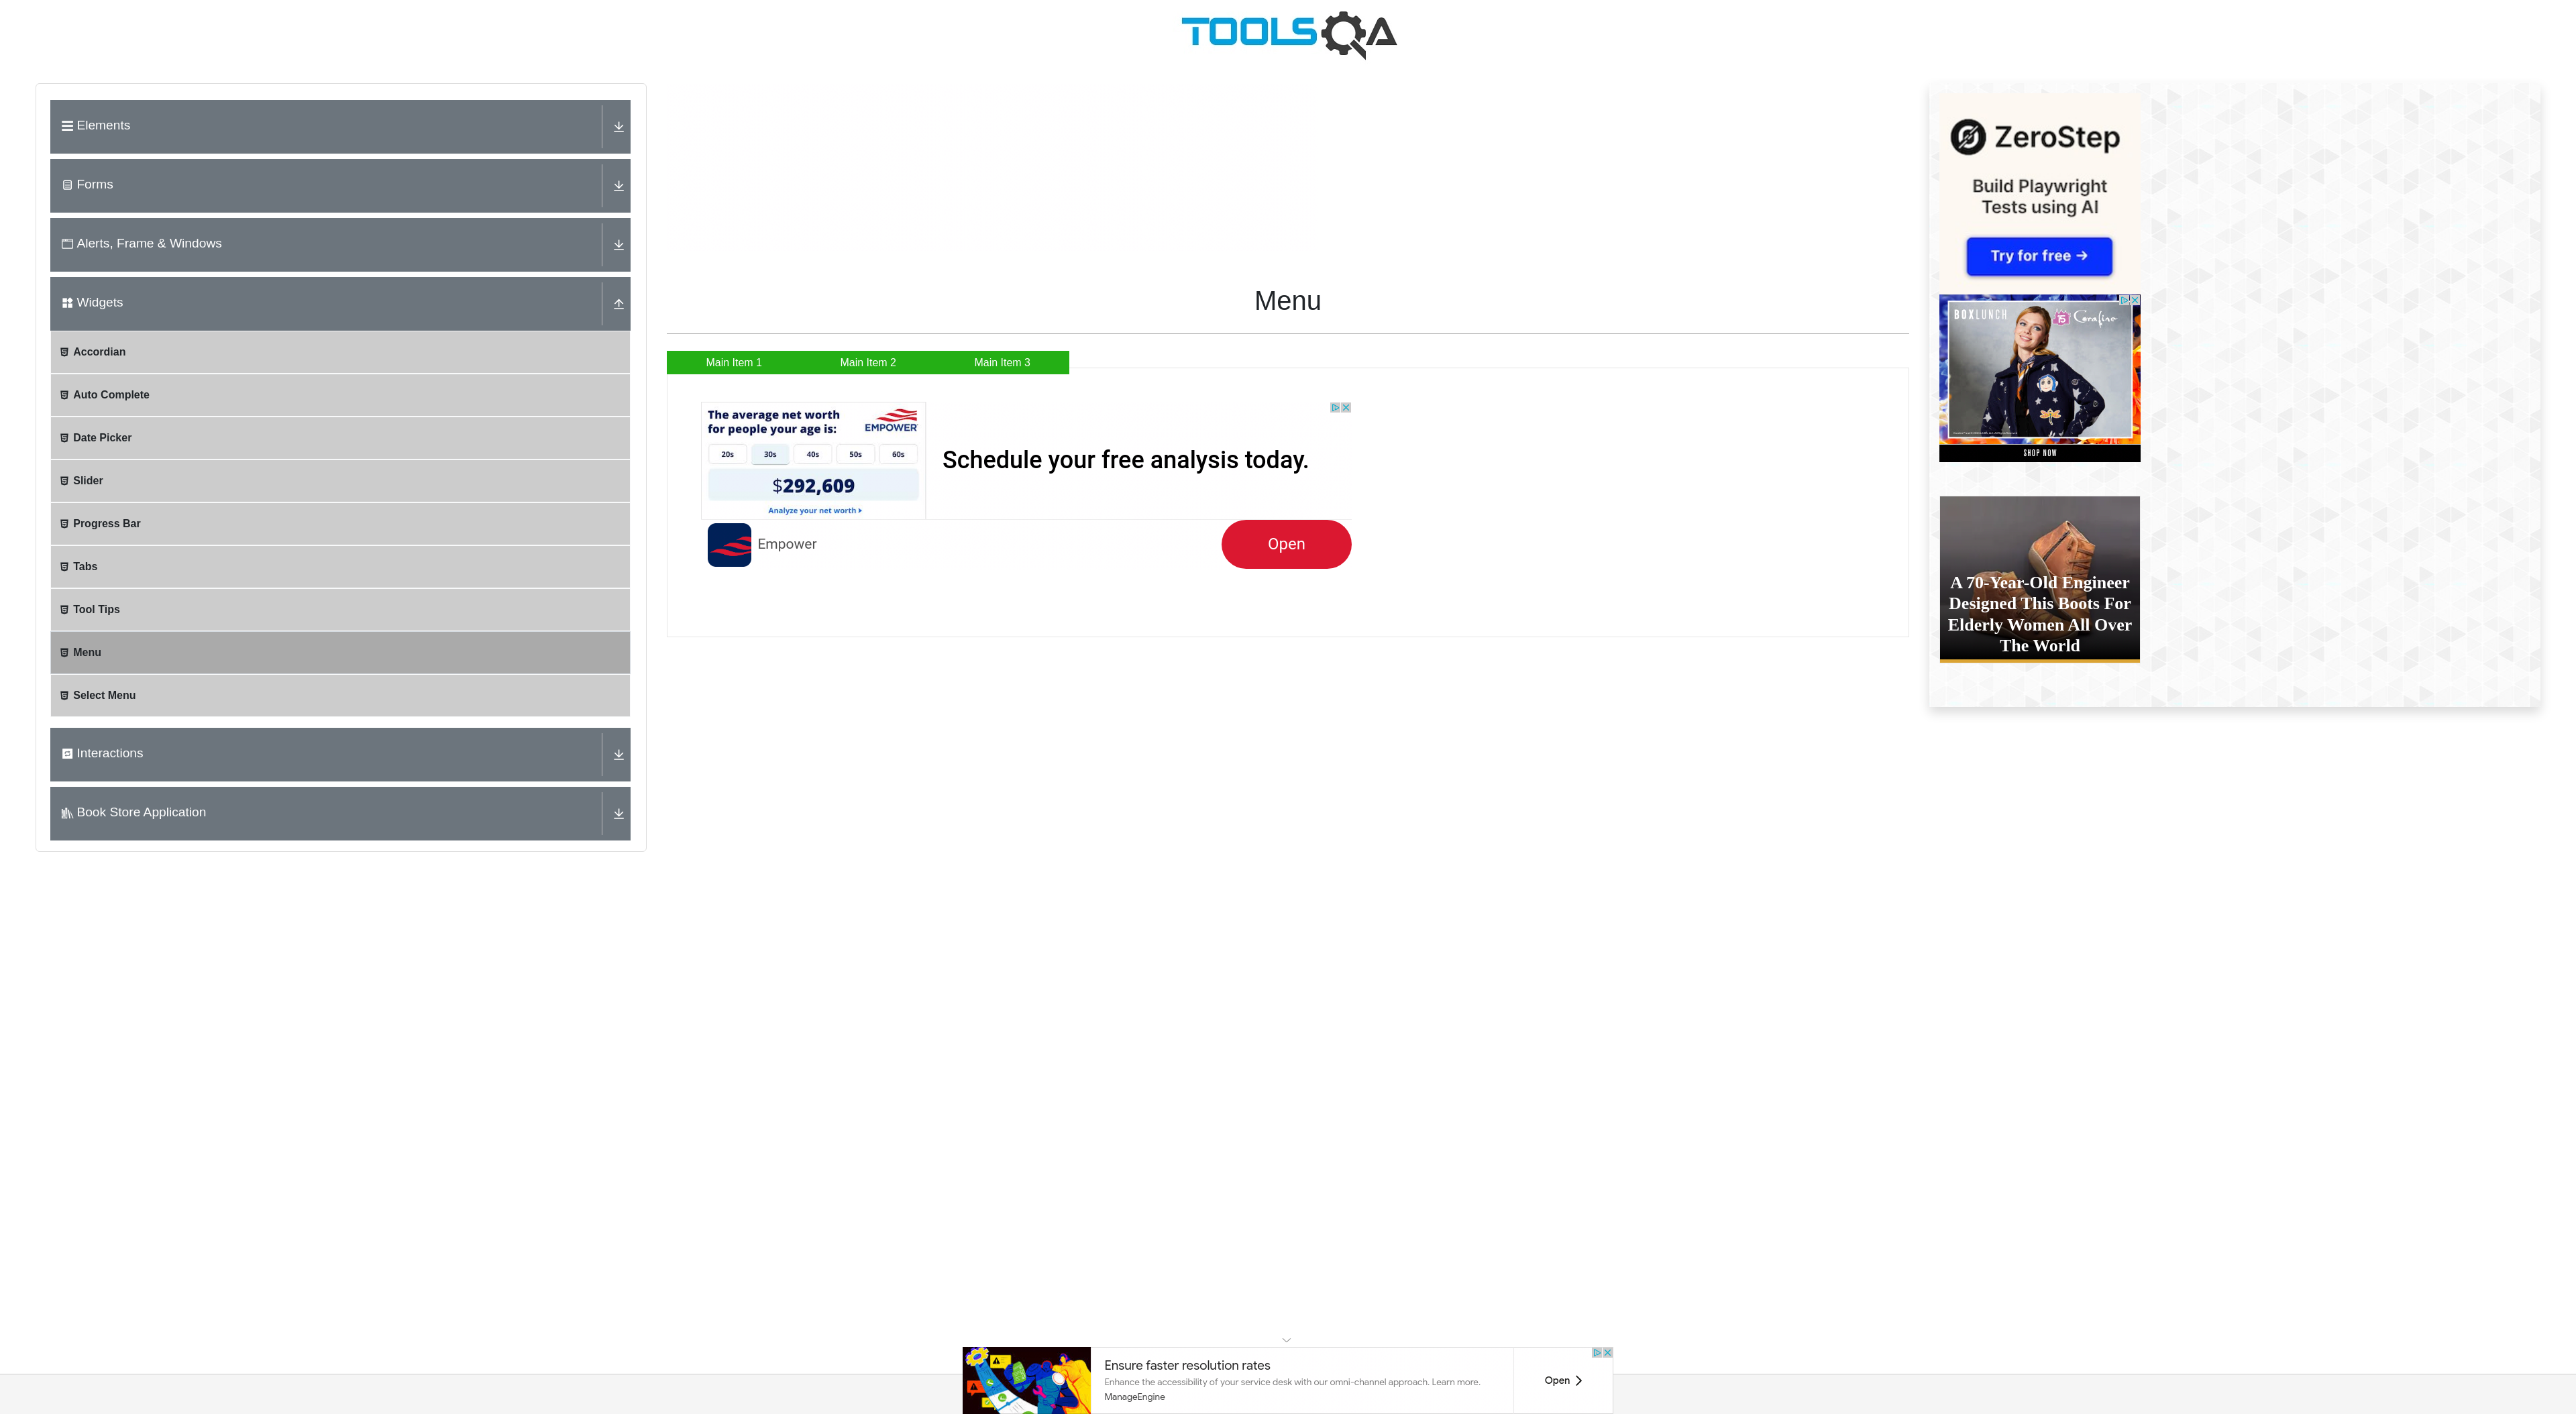 TOOLSQA
Elements
Forms
Alerts, Frame & Windows
Widgets
Accordian
Auto Complete
Date Picker
Slider
Progress Bar
Tabs
Tool Tips
Menu
Select Menu
Interactions
Book Store Application
Menu
Main Item 1
Main Item 2
Main Item 3
The average net worth
for people your age is:
EMPOWER
20s
30s
40s
50s
60s
$292,609
Analyze your net worth
Schedule your free analysis today.
Empower
Open
ZeroStep
Build Playwright
Tests using AI
Try for free →
BOXLUNCH
Coraline
SHOP NOW
A 70-Year-Old Engineer
Designed This Boots For
Elderly Women All Over
The World
Ensure faster resolution rates
Enhance the accessibility of your service desk with our omni-channel approach. Learn more.
ManageEngine
Open